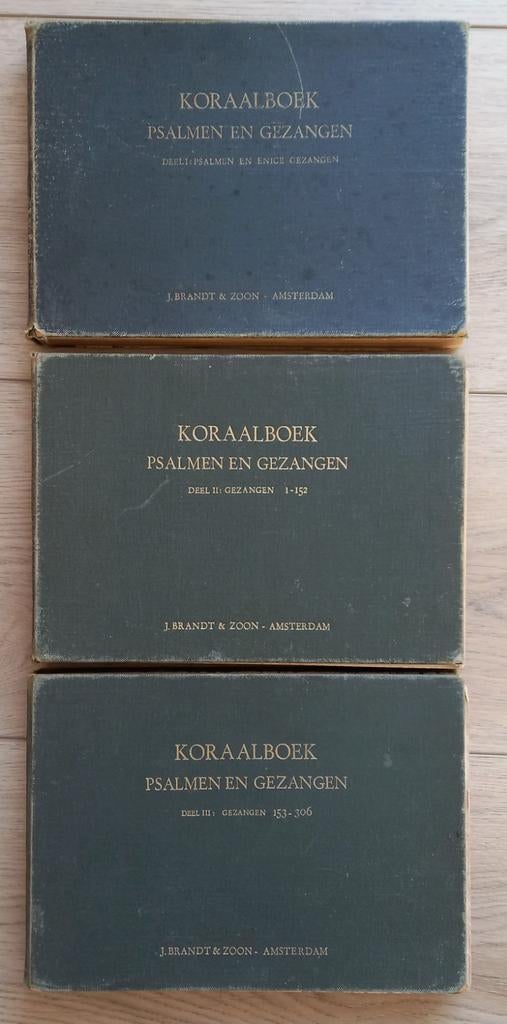 KORAALBOEK
PSALMEN EN GEZANGEN
DEEL I: PSALMEN EN ENIGE GEZANGEN
J. BRANDT & ZOON - AMSTERDAM
KORAALBOEK
PSALMEN EN GEZANGEN
DEEL II: GEZANGEN 1-152
J. BRANDT & ZOON - AMSTERDAM
KORAALBOEK
PSALMEN EN GEZANGEN
DEEL III: GEZANGEN 153-306
J. BRANDT & ZOON - AMSTERDAM